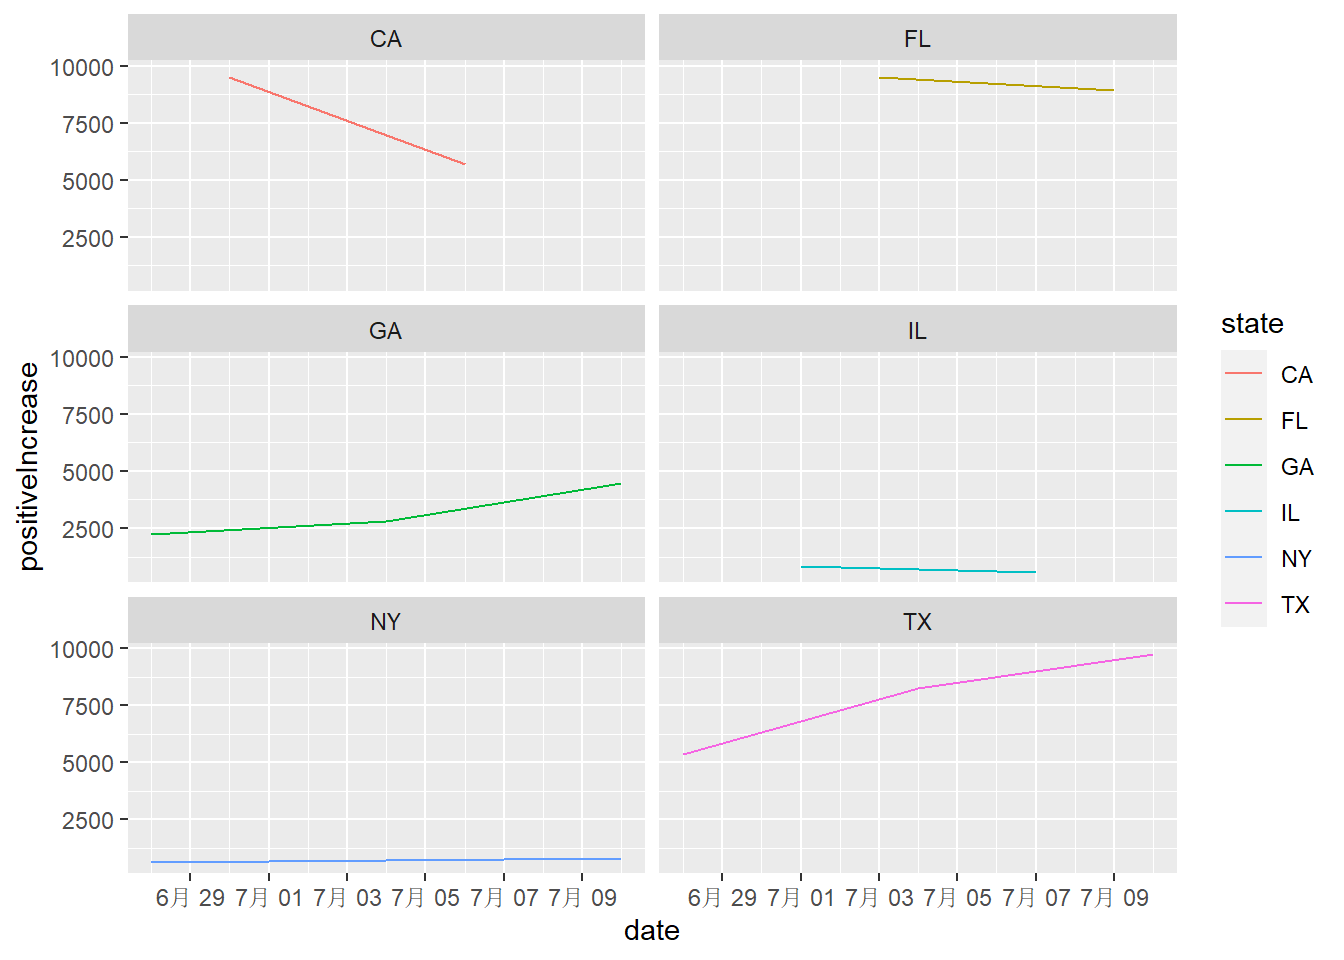 CA FL
10000
7500
5000
2500
GA IL
10000
7500
5000
2500
NY TX
10000
7500
5000
2500
6月 29 7月 01 7月 03 7月 05 7月 07 7月 09 6月 29 7月 01 7月 03 7月 05 7月 07 7月 09
date
positiveIncrease
state
CA
FL
GA
IL
NY
TX